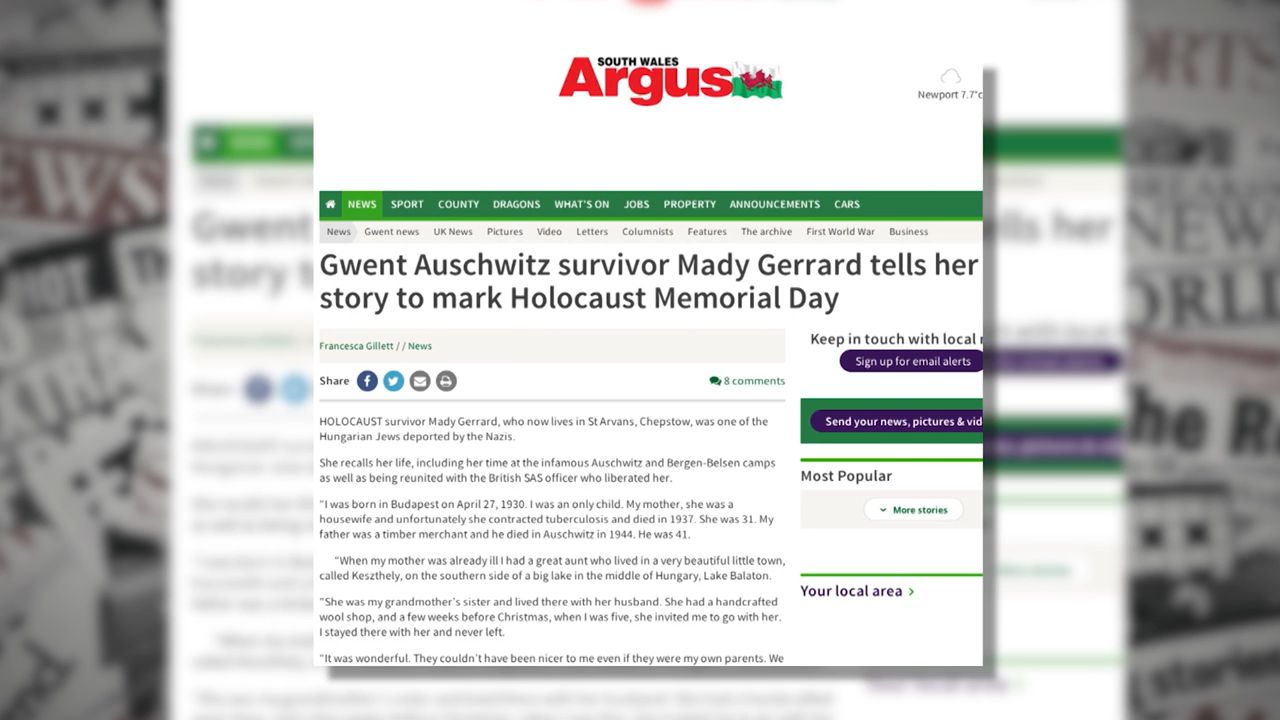 SOUTH WALES
Argus
Newport 7.7°c
NEWS SPORT COUNTY DRAGONS WHAT'S ON JOBS PROPERTY ANNOUNCEMENTS CARS
News Gwent news UK News Pictures Video Letters Columnists Features The archive First World War Business
Gwent Auschwitz survivor Mady Gerrard tells her
story to mark Holocaust Memorial Day
Francesca Gillett // News
Share
8 comments
HOLOCAUST survivor Mady Gerrard, who now lives in St Arvans, Chepstow, was one of the
Hungarian Jews deported by the Nazis.
She recalls her life, including her time at the infamous Auschwitz and Bergen-Belsen camps
as well as being reunited with the British SAS officer who liberated her.
"I was born in Budapest on April 27, 1930. I was an only child. My mother, she was a
housewife and unfortunately she contracted tuberculosis and died in 1937. She was 31. My
father was a timber merchant and he died in Auschwitz in 1944. He was 41.
"When my mother was already ill I had a great aunt who lived in a very beautiful little town,
called Keszthely, on the southern side of a big lake in the middle of Hungary, Lake Balaton.
"She was my grandmother's sister and lived there with her husband. She had a handcrafted
wool shop, and a few weeks before Christmas, when I was five, she invited me to go with her.
I stayed there with her and never left.
"It was wonderful. They couldn't have been nicer to me even if they were my own parents. We
Keep in touch with local
Sign up for email alerts
Send your news, pictures & vid
Most Popular
More stories
Your local area